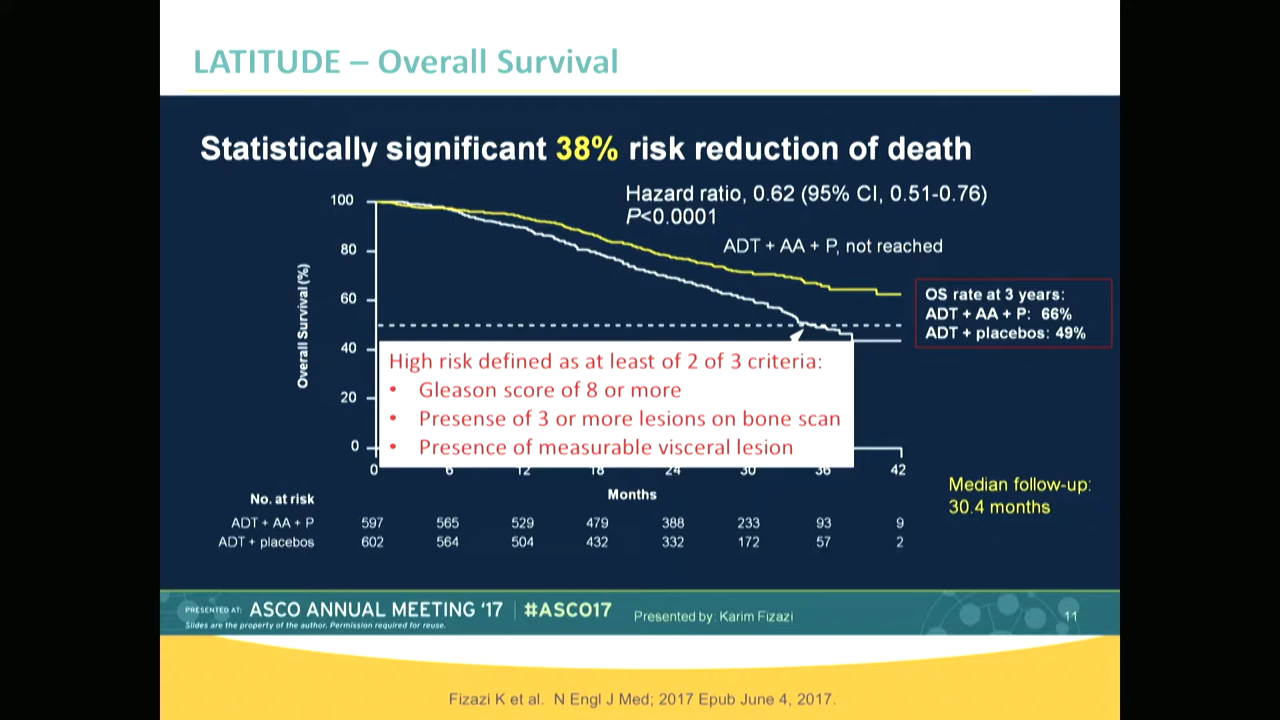 LATITUDE – Overall Survival
Statistically significant 38% risk reduction of death
Hazard ratio, 0.62 (95% CI, 0.51-0.76)
P<0.0001
ADT + AA + P, not reached
OS rate at 3 years:
ADT + AA + P: 66%
ADT + placebos: 49%
Overall Survival (%)
100
80
60
40
20
0
High risk defined as at least of 2 of 3 criteria:
• Gleason score of 8 or more
• Presense of 3 or more lesions on bone scan
• Presence of measurable visceral lesion
0 6 12 18 24 30 36 42
Months
Median follow-up:
30.4 months
No. at risk
ADT + AA + P 597 565 529 479 388 233 93 9
ADT + placebos 602 564 504 432 332 172 57 2
PRESENTED AT: ASCO ANNUAL MEETING '17 | #ASCO17 Presented by: Karim Fizazi 11
Slides are the property of the author. Permission required for reuse.
Fizazi K et al. N Engl J Med; 2017 Epub June 4, 2017.